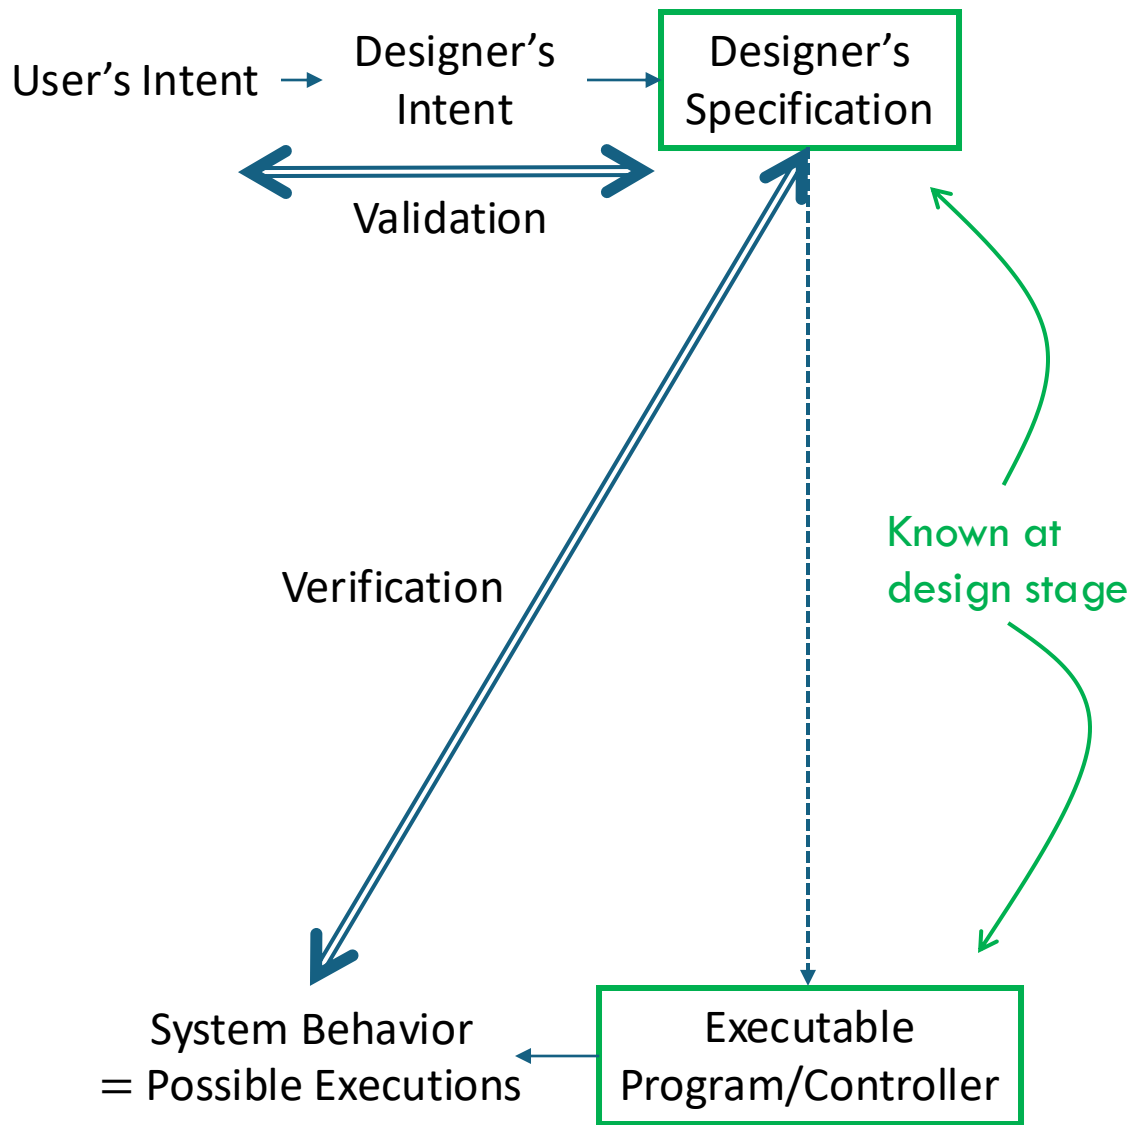 User's Intent
Designer's
Intent
Designer's
Specification
Validation
Known at
design stage
Verification
System Behavior
= Possible Executions
Executable
Program/Controller